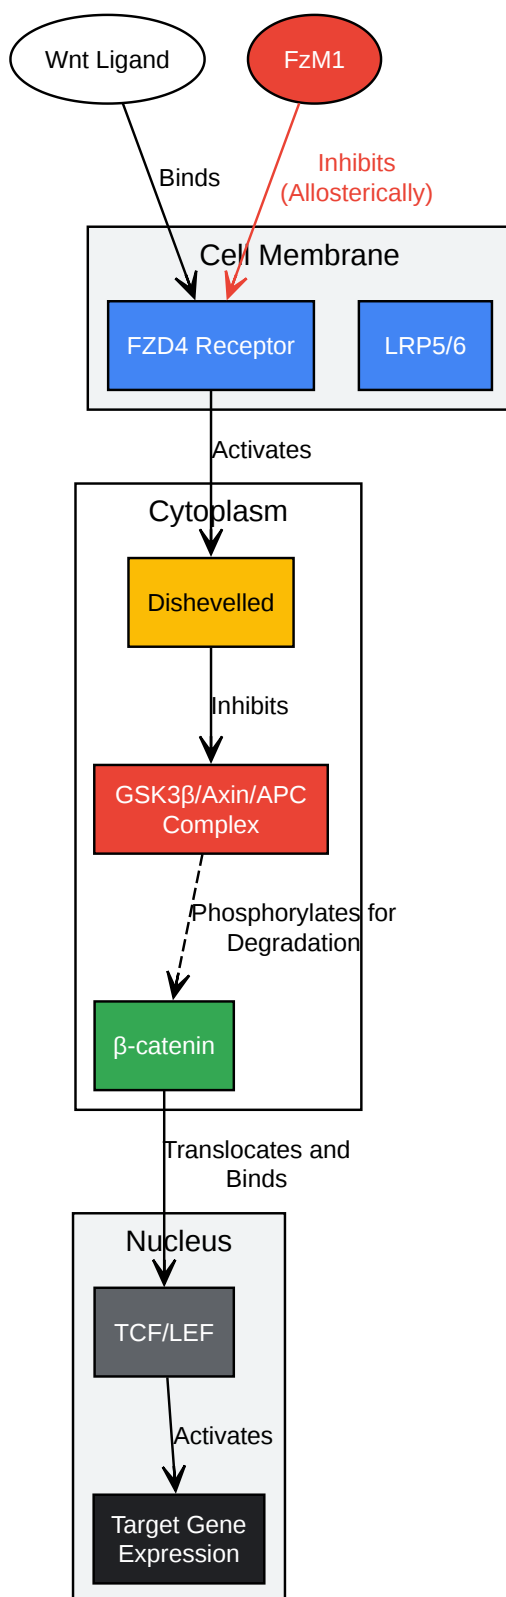 Wnt Ligand
FzM1
Binds
Inhibits
(Allosterically)
Cell Membrane
FZD4 Receptor
LRP5/6
Activates
Cytoplasm
Dishevelled
Inhibits
GSK3β/Axin/APC
Complex
Phosphorylates for
Degradation
β-catenin
Translocates and
Binds
Nucleus
TCF/LEF
Activates
Target Gene
Expression